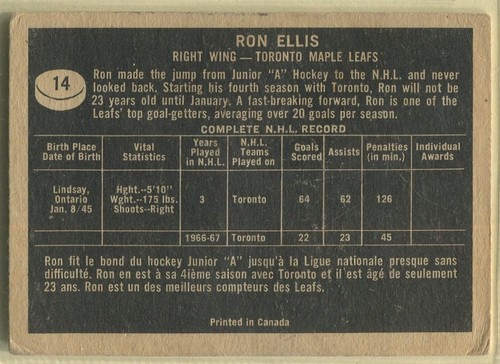 RON ELLIS
RIGHT WING — TORONTO MAPLE LEAFS
14
Ron made the jump from Junior "A" Hockey to the N.H.L. and never
looked back. Starting his fourth season with Toronto, Ron will not be
23 years old until January. A fast-breaking forward, Ron is one of the
Leafs' top goal-getters, averaging over 20 goals per season.
COMPLETE N.H.L. RECORD
Birth Place
Date of Birth
Vital
Statistics
Years
Played
in N.H.L.
N.H.L.
Teams
Played on
Goals
Scored
Assists
Penalties
(in min.)
Individual
Awards
Lindsay,
Ontario
Jan. 8/45
Hght.--5'10"
Wght.--175 lbs.
Shoots--Right
3
Toronto
64
62
126
1966-67
Toronto
22
23
45
Ron fit le bond du hockey Junior "A" jusqu'à la Ligue nationale presque sans
difficulté. Ron en est à sa 4ième saison avec Toronto et il est âgé de seulement
23 ans. Ron est un des meilleurs compteurs des Leafs.
Printed in Canada